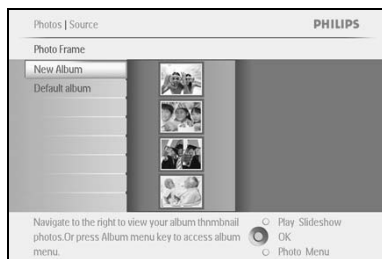 Photos | Source PHILIPS
Photo Frame
New Album
Default album
Navigate to the right to view your album thnmbnail
photos.Or press Album menu key to access album
menu.
Play Slideshow
OK
Photo Menu